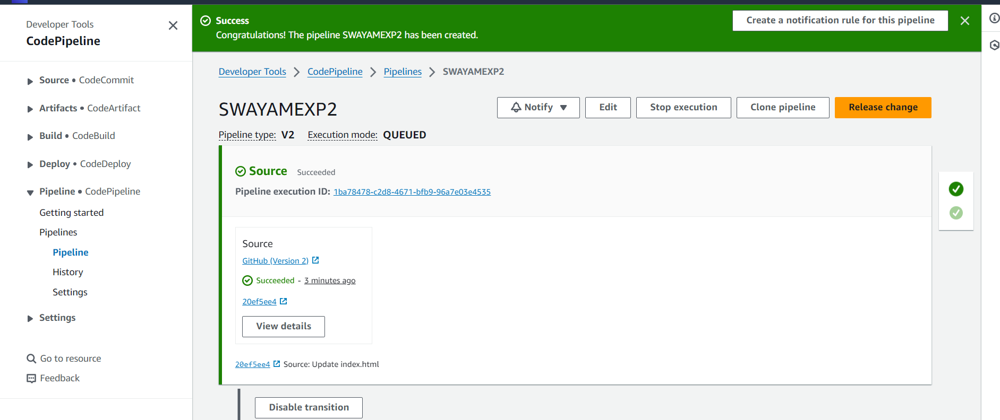 Developer Tools
CodePipeline
Source • CodeCommit
Artifacts • CodeArtifact
Build • CodeBuild
Deploy • CodeDeploy
Pipeline • CodePipeline
Getting started
Pipelines
Pipeline
History
Settings
Settings
Go to resource
Feedback
Success
Congratulations! The pipeline SWAYAMEXP2 has been created.
Create a notification rule for this pipeline
Developer Tools > CodePipeline > Pipelines > SWAYAMEXP2
SWAYAMEXP2
Notify Edit Stop execution Clone pipeline Release change
Pipeline type: V2 Execution mode: QUEUED
Source Succeeded
Pipeline execution ID: 1ba78478-c2d8-4671-bfb9-96a7e03e4535
Source
GitHub (Version 2)
Succeeded - 3 minutes ago
20ef5ee4
View details
20ef5ee4 Source: Update index.html
Disable transition